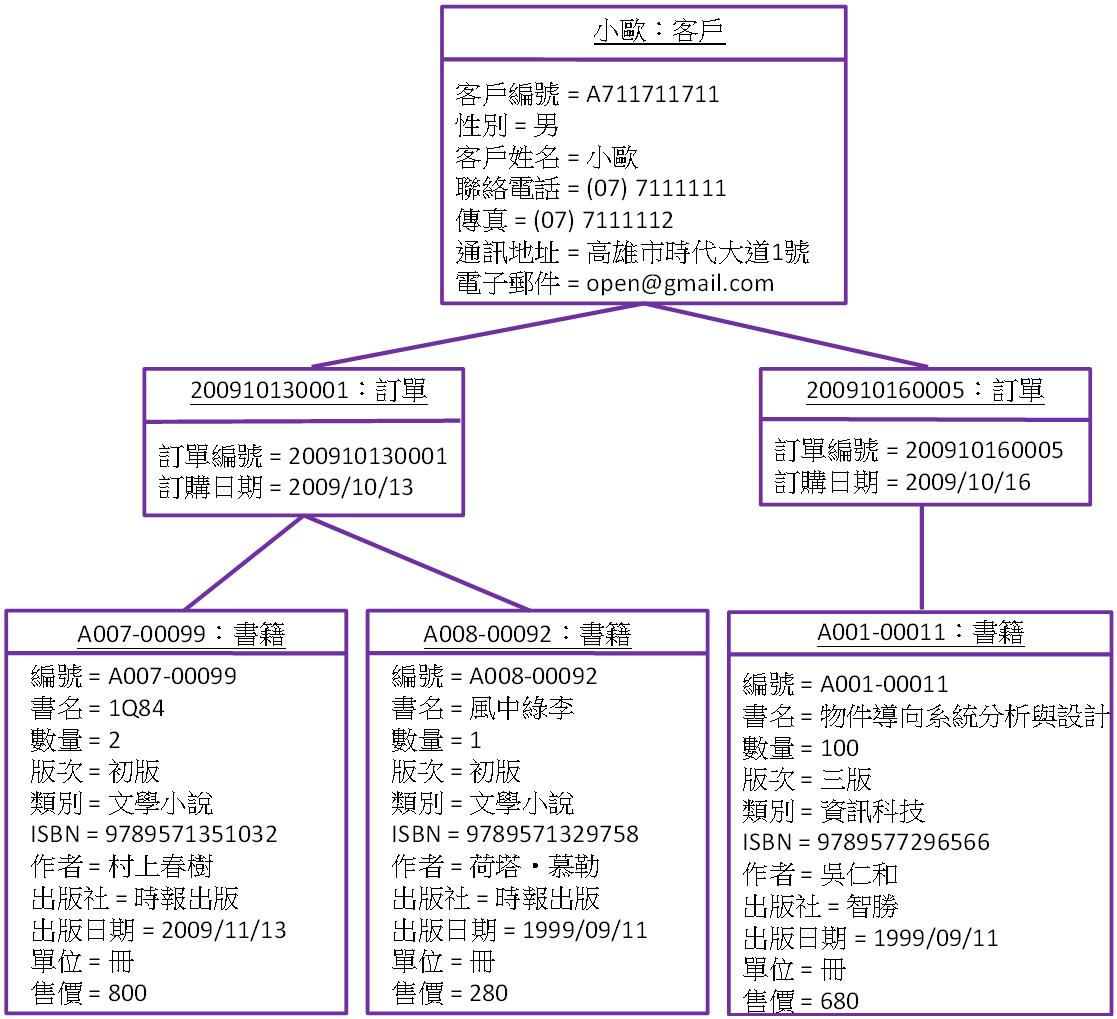 小歐：客戶
客戶編號 = A711711711
性別 = 男
客戶姓名 = 小歐
聯絡電話 = (07) 7111111
傳真 = (07) 7111112
通訊地址 = 高雄市時代大道1號
電子郵件 = open@gmail.com
200910130001：訂單
訂單編號 = 200910130001
訂購日期 = 2009/10/13
200910160005：訂單
訂單編號 = 200910160005
訂購日期 = 2009/10/16
A007-00099：書籍
編號 = A007-00099
書名 = 1Q84
數量 = 2
版次 = 初版
類別 = 文學小說
ISBN = 9789571351032
作者 = 村上春樹
出版社 = 時報出版
出版日期 = 2009/11/13
單位 = 冊
售價 = 800
A008-00092：書籍
編號 = A008-00092
書名 = 風中綠李
數量 = 1
版次 = 初版
類別 = 文學小說
ISBN = 9789571329758
作者 = 荷塔‧慕勒
出版社 = 時報出版
出版日期 = 1999/09/11
單位 = 冊
售價 = 280
A001-00011：書籍
編號 = A001-00011
書名 = 物件導向系統分析與設計
數量 = 100
版次 = 三版
類別 = 資訊科技
ISBN = 9789577296566
作者 = 吳仁和
出版社 = 智勝
出版日期 = 1999/09/11
單位 = 冊
售價 = 680